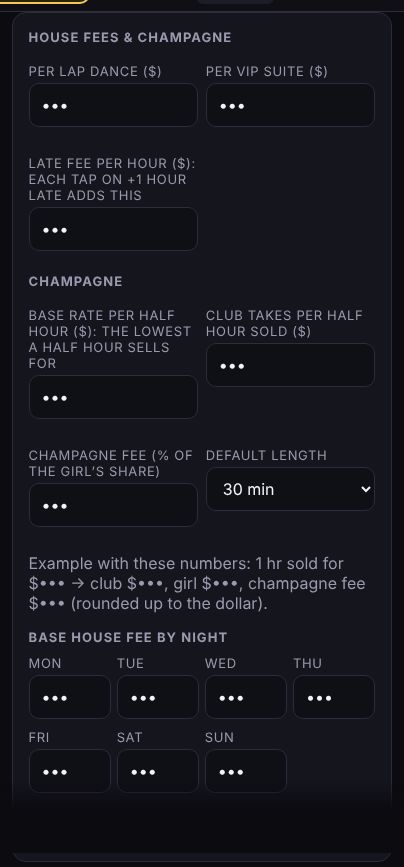 HOUSE FEES & CHAMPAGNE
PER LAP DANCE ($)
•••
PER VIP SUITE ($)
•••
LATE FEE PER HOUR ($):
EACH TAP ON +1 HOUR
LATE ADDS THIS
•••
CHAMPAGNE
BASE RATE PER HALF
HOUR ($): THE LOWEST
A HALF HOUR SELLS
FOR
•••
CLUB TAKES PER HALF
HOUR SOLD ($)
•••
CHAMPAGNE FEE (% OF
THE GIRL’S SHARE)
•••
DEFAULT LENGTH
30 min
Example with these numbers: 1 hr sold for
$••• → club $•••, girl $•••, champagne fee
$••• (rounded up to the dollar).
BASE HOUSE FEE BY NIGHT
MON
•••
TUE
•••
WED
•••
THU
•••
FRI
•••
SAT
•••
SUN
•••